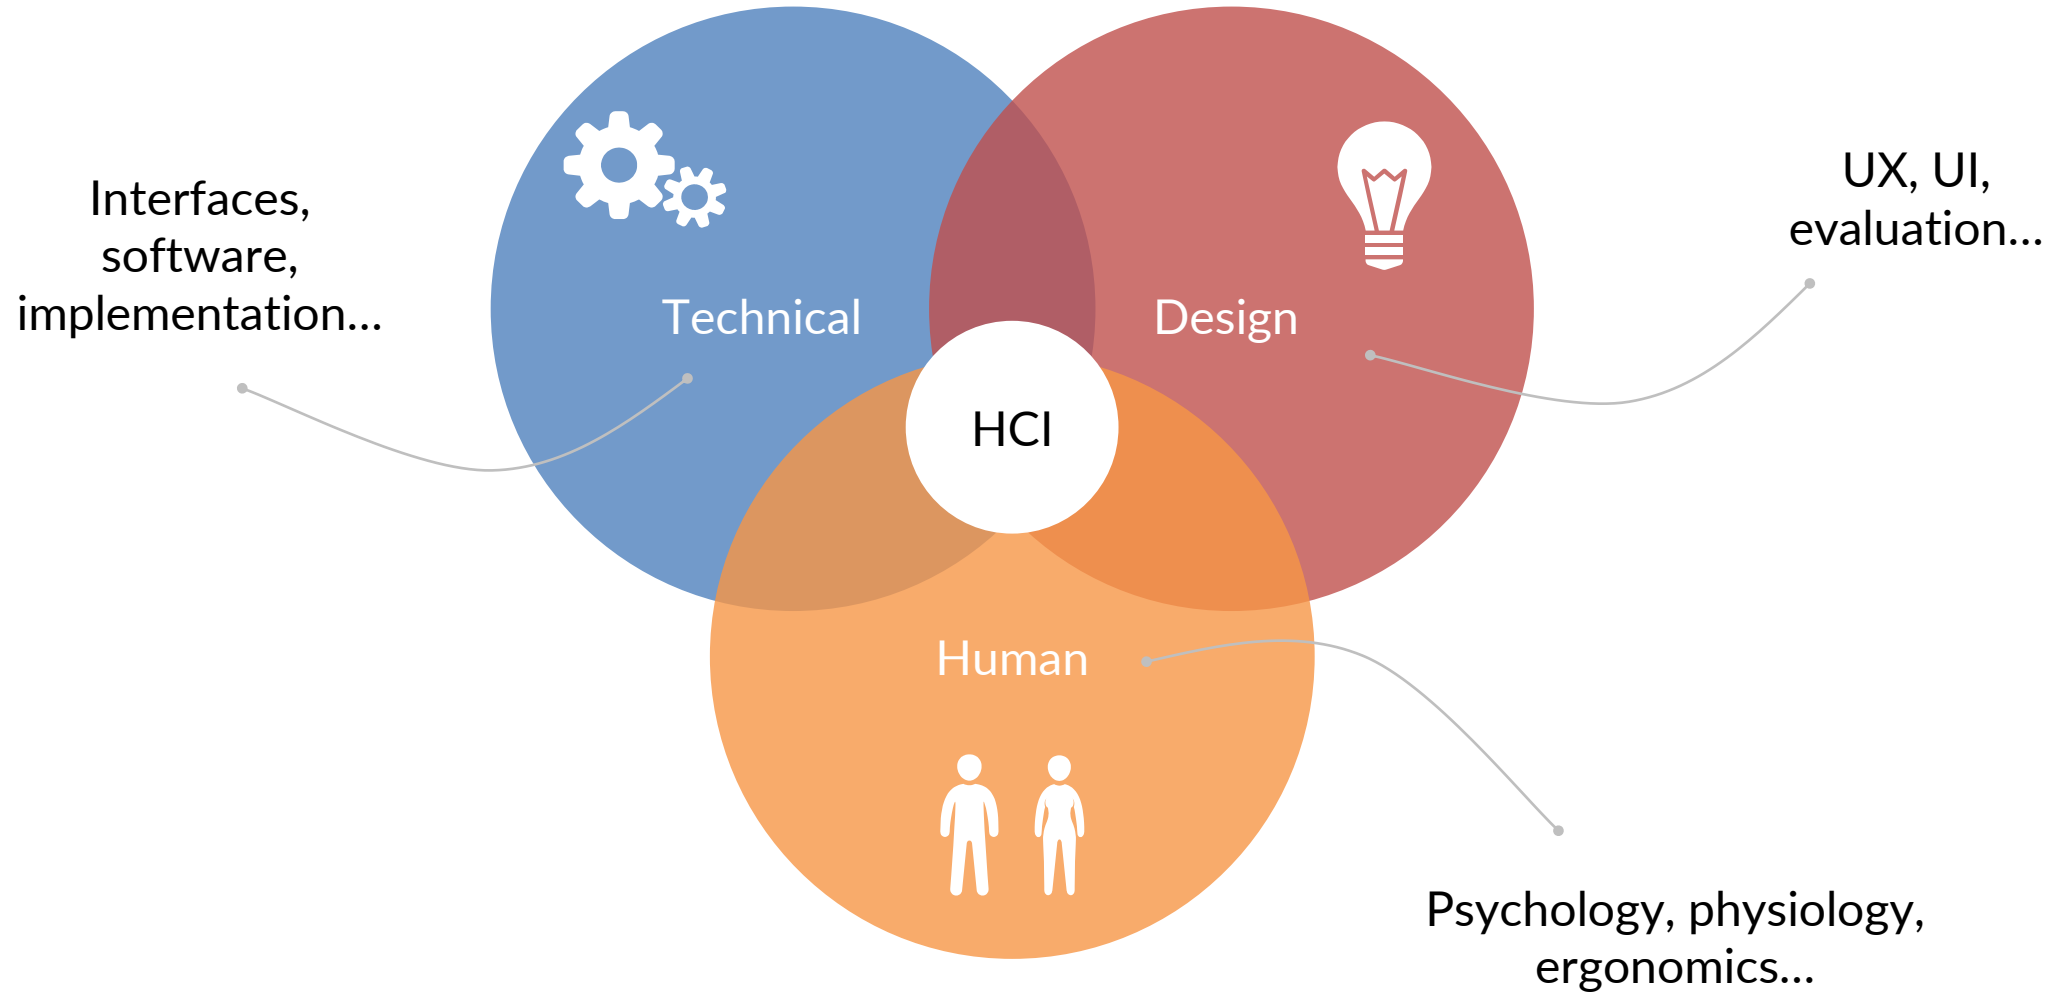 Interfaces,
software,
implementation...
Technical
Design
UX, UI,
evaluation...
HCI
Human
Psychology, physiology,
ergonomics...